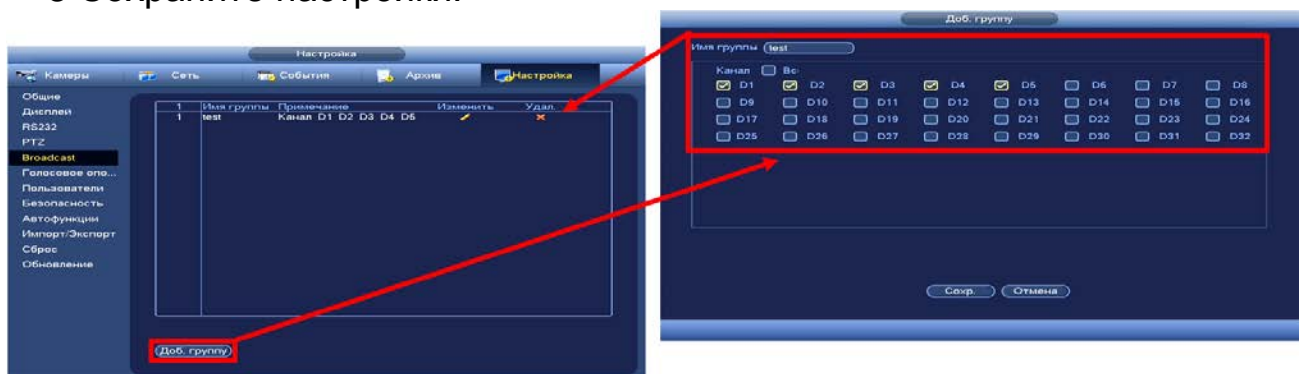 Сохраните настройки.
Настройка
Камеры Сеть События Архив Настройка
Общие
Дисплей
RS232
PTZ
Broadcast
Голосовое опо...
Пользователи
Безопасность
Автофункции
Импорт/Экспорт
Сброс
Обновление
1 Имя группы Примечание Изменить Удал.
1 test Канал D1 D2 D3 D4 D5
Доб. группу
Доб. группу
Имя группы test
Канал Вс
D1 D2 D3 D4 D5 D6 D7 D8
D9 D10 D11 D12 D13 D14 D15 D16
D17 D18 D19 D20 D21 D22 D23 D24
D25 D26 D27 D28 D29 D30 D31 D32
Сохр. Отмена